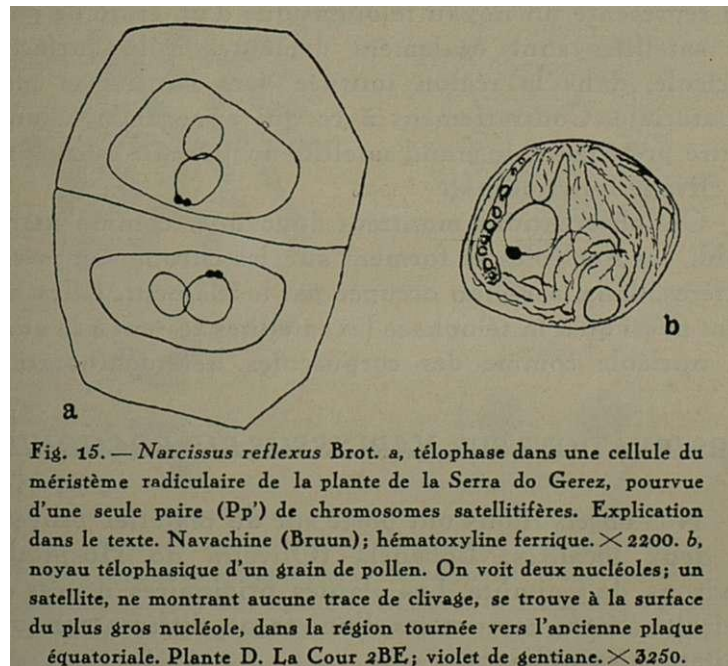 a
b
Fig. 15. — Narcissus reflexus Brot. a, télophase dans une cellule du
méristème radiculaire de la plante de la Serra do Gerez, pourvue
d'une seule paire (Pp') de chromosomes satellitifères. Explication
dans le texte. Navachine (Bruun); hématoxyline ferrique. × 2200. b,
noyau télophasique d'un grain de pollen. On voit deux nucléoles; un
satellite, ne montrant aucune trace de clivage, se trouve à la surface
du plus gros nucléole, dans la région tournée vers l'ancienne plaque
équatoriale. Plante D. La Cour 2BE; violet de gentiane. × 3250.